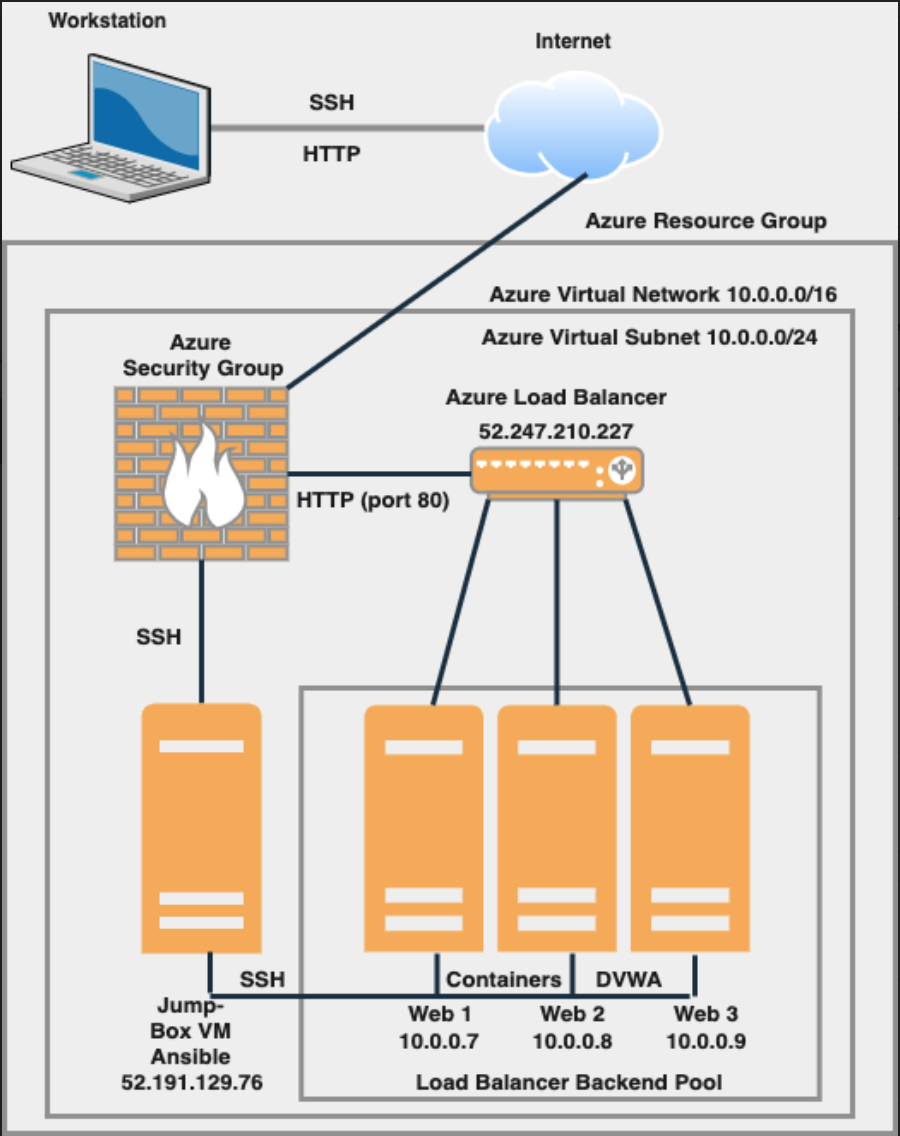 Workstation
Internet
SSH
HTTP
Azure Resource Group
Azure Virtual Network 10.0.0.0/16
Azure Virtual Subnet 10.0.0.0/24
Azure
Security Group
Azure Load Balancer
52.247.210.227
HTTP (port 80)
SSH
SSH
Containers
DVWA
Jump-
Box VM
Ansible
52.191.129.76
Web 1
10.0.0.7
Web 2
10.0.0.8
Web 3
10.0.0.9
Load Balancer Backend Pool